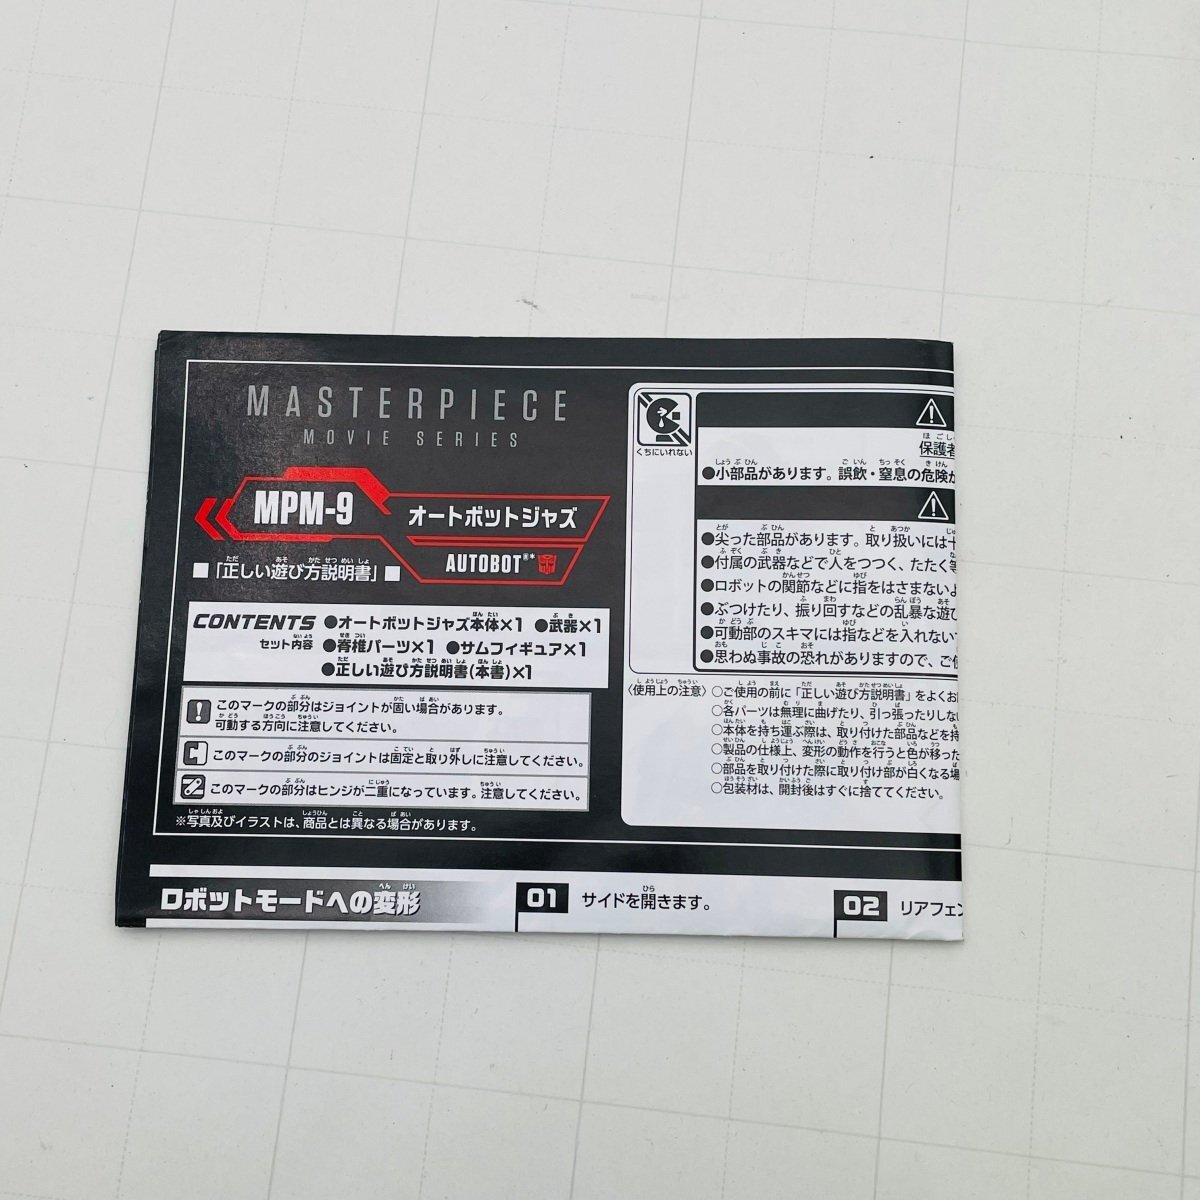 MASTERPIECE
MOVIE SERIES
MPM-9
オートボットジャズ
AUTOBOT®*
■「正しい遊び方説明書」■
CONTENTS
セット内容
●オートボットジャズ本体×1 ●武器×1
●脊椎パーツ×1 ●サムフィギュア×1
●正しい遊び方説明書(本書)×1
このマークの部分はジョイントが固い場合があります。
可動する方向に注意してください。
このマークの部分のジョイントは固定と取り外しに注意してください。
このマークの部分はヒンジが二重になっています。注意してください。
※写真及びイラストは、商品とは異なる場合があります。
くちにいれない
保護者
●小部品があります。誤飲・窒息の危険が
●尖った部品があります。取り扱いには十
●付属の武器などで人をつつく、たたく等
●ロボットの関節などに指をはさまないよ
●ぶつけたり、振り回すなどの乱暴な遊び
●可動部のスキマには指などを入れない
●思わぬ事故の恐れがありますので、ご使
〈使用上の注意〉
○ご使用の前に「正しい遊び方説明書」をよくお
○各パーツは無理に曲げたり、引っ張ったりしな
○本体を持ち運ぶ際は、取り付けた部品などを持
○製品の仕様上、変形の動作を行うと色が移った
○部品を取り付けた際に取り付け部が白くなる場
○包装材は、開封後はすぐに捨ててください。
ロボットモードへの変形
01 サイドを開きます。
02 リアフェン